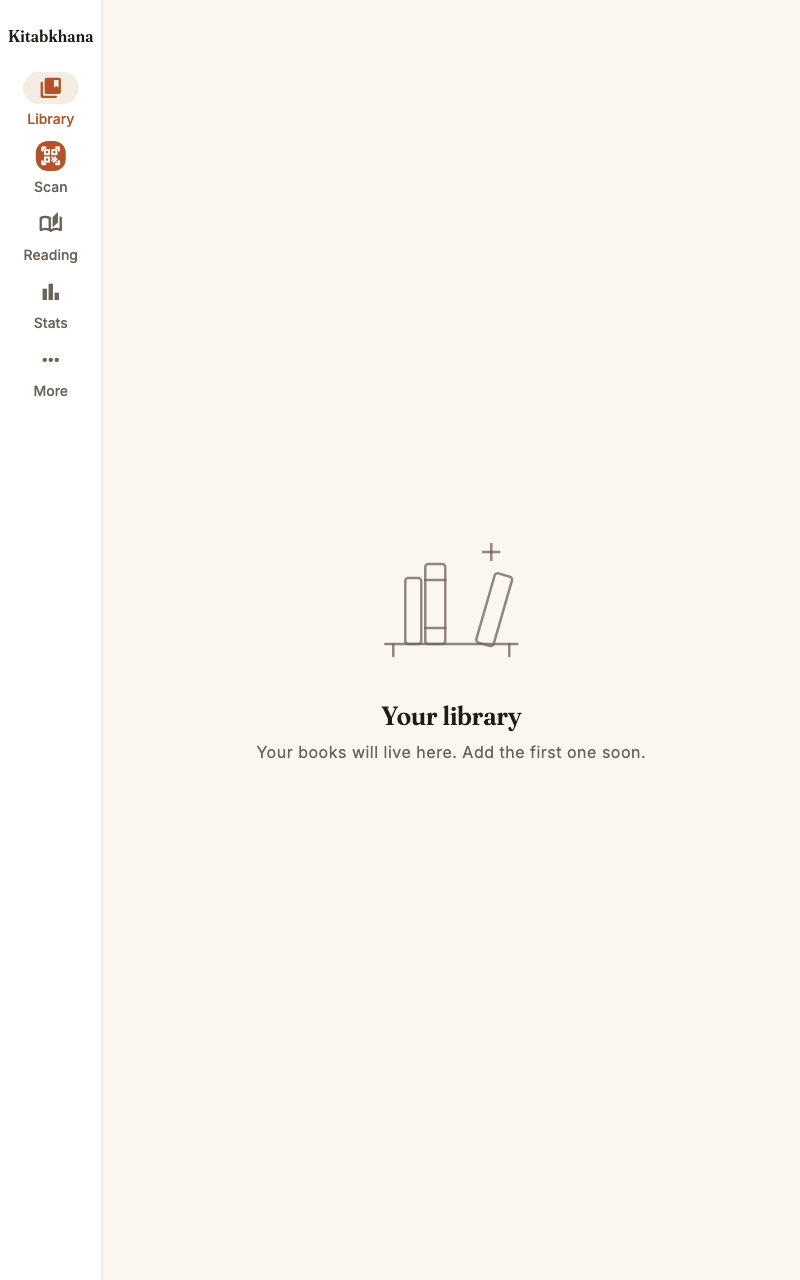 Kitabkhana
Library
Scan
Reading
Stats
More
Your library
Your books will live here. Add the first one soon.